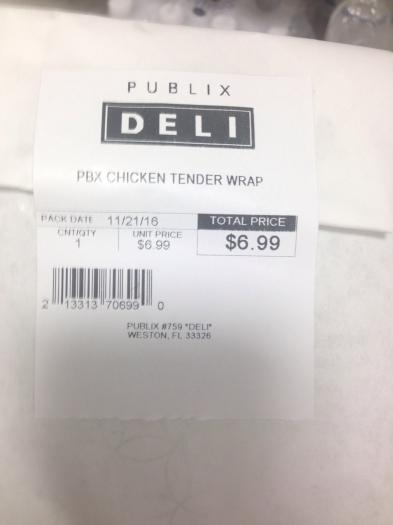 PUBLIX
DELI
PBX CHICKEN TENDER WRAP
PACK DATE 11/21/16 TOTAL PRICE
CNT/QTY UNIT PRICE $6.99
1 $6.99
2 13313 70699 0
PUBLIX #759 "DELI"
WESTON, FL 33326